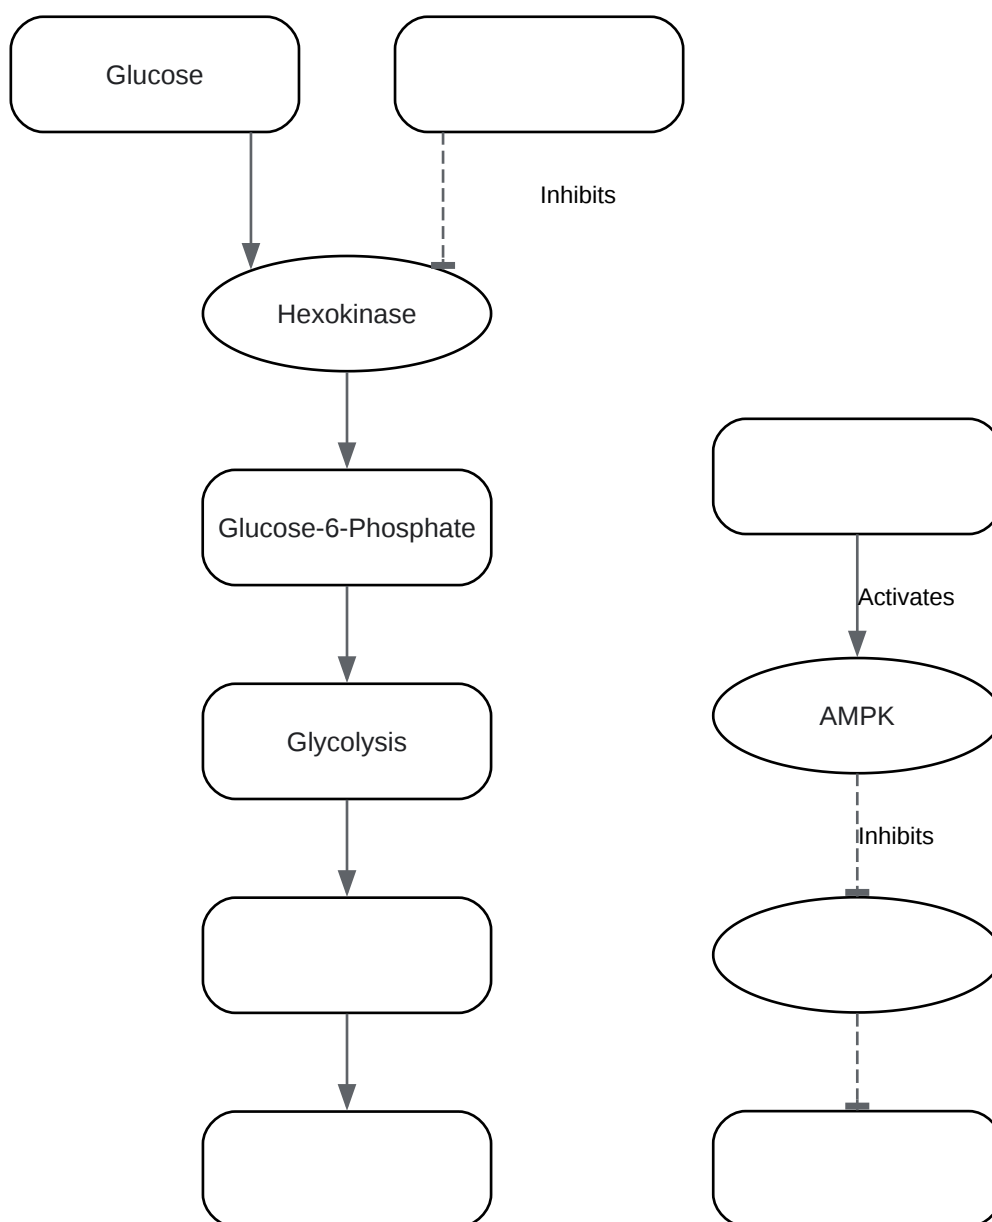 Glucose
Inhibits
Hexokinase
Glucose-6-Phosphate
Activates
Glycolysis
AMPK
Inhibits